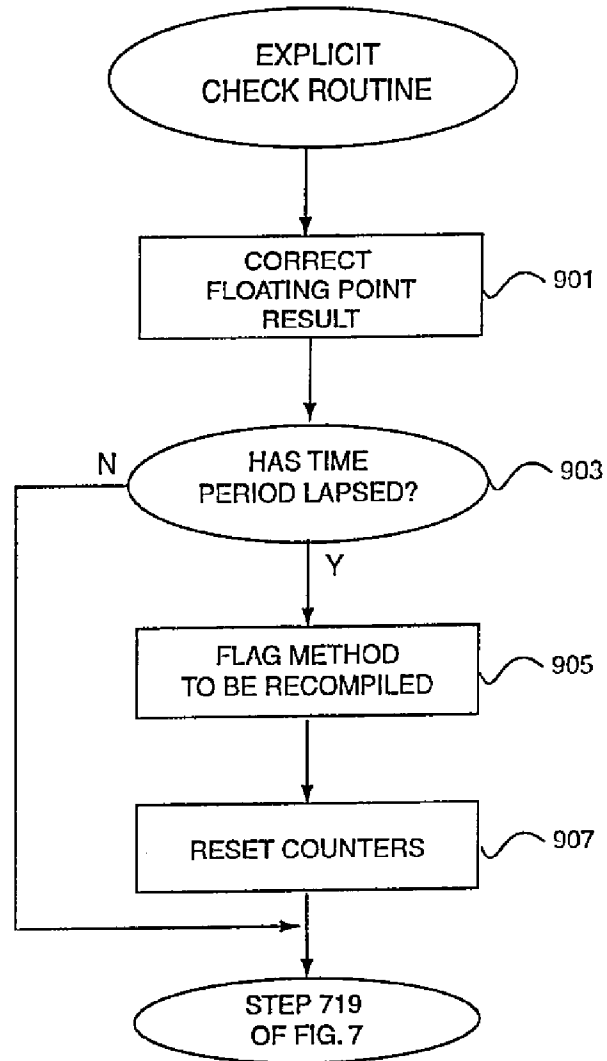 EXPLICIT
CHECK ROUTINE
CORRECT
FLOATING POINT
RESULT
901
HAS TIME
PERIOD LAPSED?
903
N
Y
FLAG METHOD
TO BE RECOMPILED
905
RESET COUNTERS
907
STEP 719
OF FIG. 7